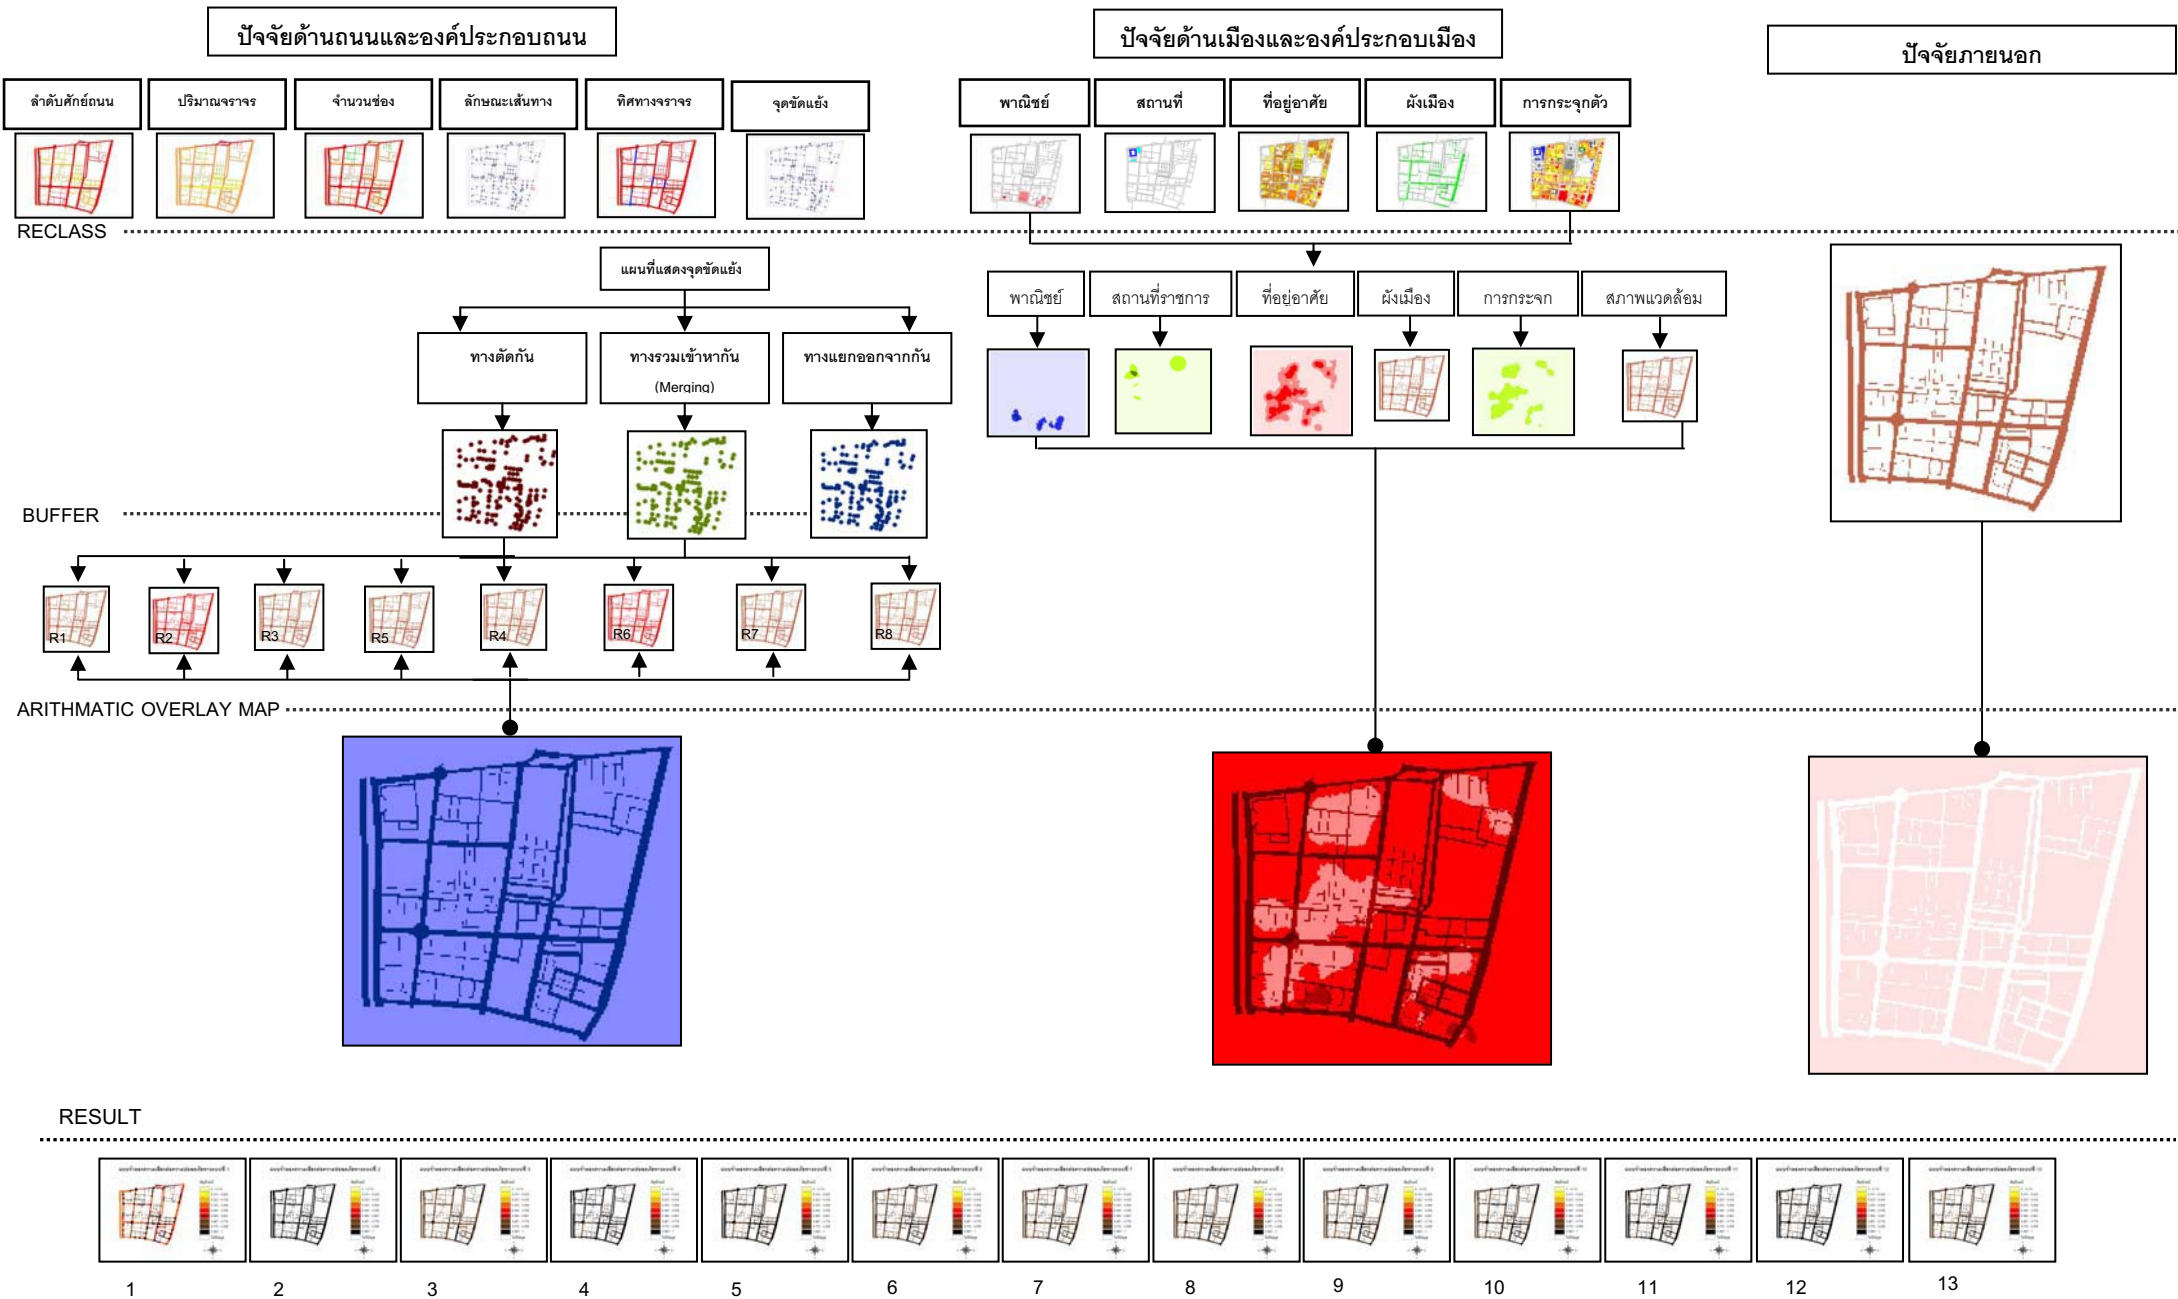 ปัจจัยด้านถนนและองค์ประกอบถนน
ปัจจัยด้านเมืองและองค์ประกอบเมือง
ปัจจัยภายนอก
ลำดับศักย์ถนน
ปริมาณจราจร
จำนวนช่อง
ลักษณะเส้นทาง
ทิศทางจราจร
จุดขัดแย้ง
พาณิชย์
สถานที่
ที่อยู่อาศัย
ผังเมือง
การกระจุกตัว
RECLASS
แผนที่แสดงจุดขัดแย้ง
พาณิชย์
สถานที่ราชการ
ที่อยู่อาศัย
ผังเมือง
การกระจุก
สภาพแวดล้อม
ทางตัดกัน
ทางรวมเข้าหากัน
(Merging)
ทางแยกออกจากกัน
BUFFER
R1
R2
R3
R5
R4
R6
R7
R8
ARITHMATIC OVERLAY MAP
RESULT
1
2
3
4
5
6
7
8
9
10
11
12
13